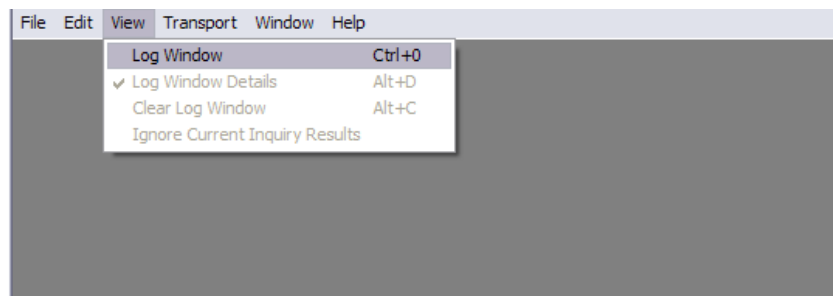 File Edit View Transport Window Help
Log Window Ctrl+0
Log Window Details Alt+D
Clear Log Window Alt+C
Ignore Current Inquiry Results